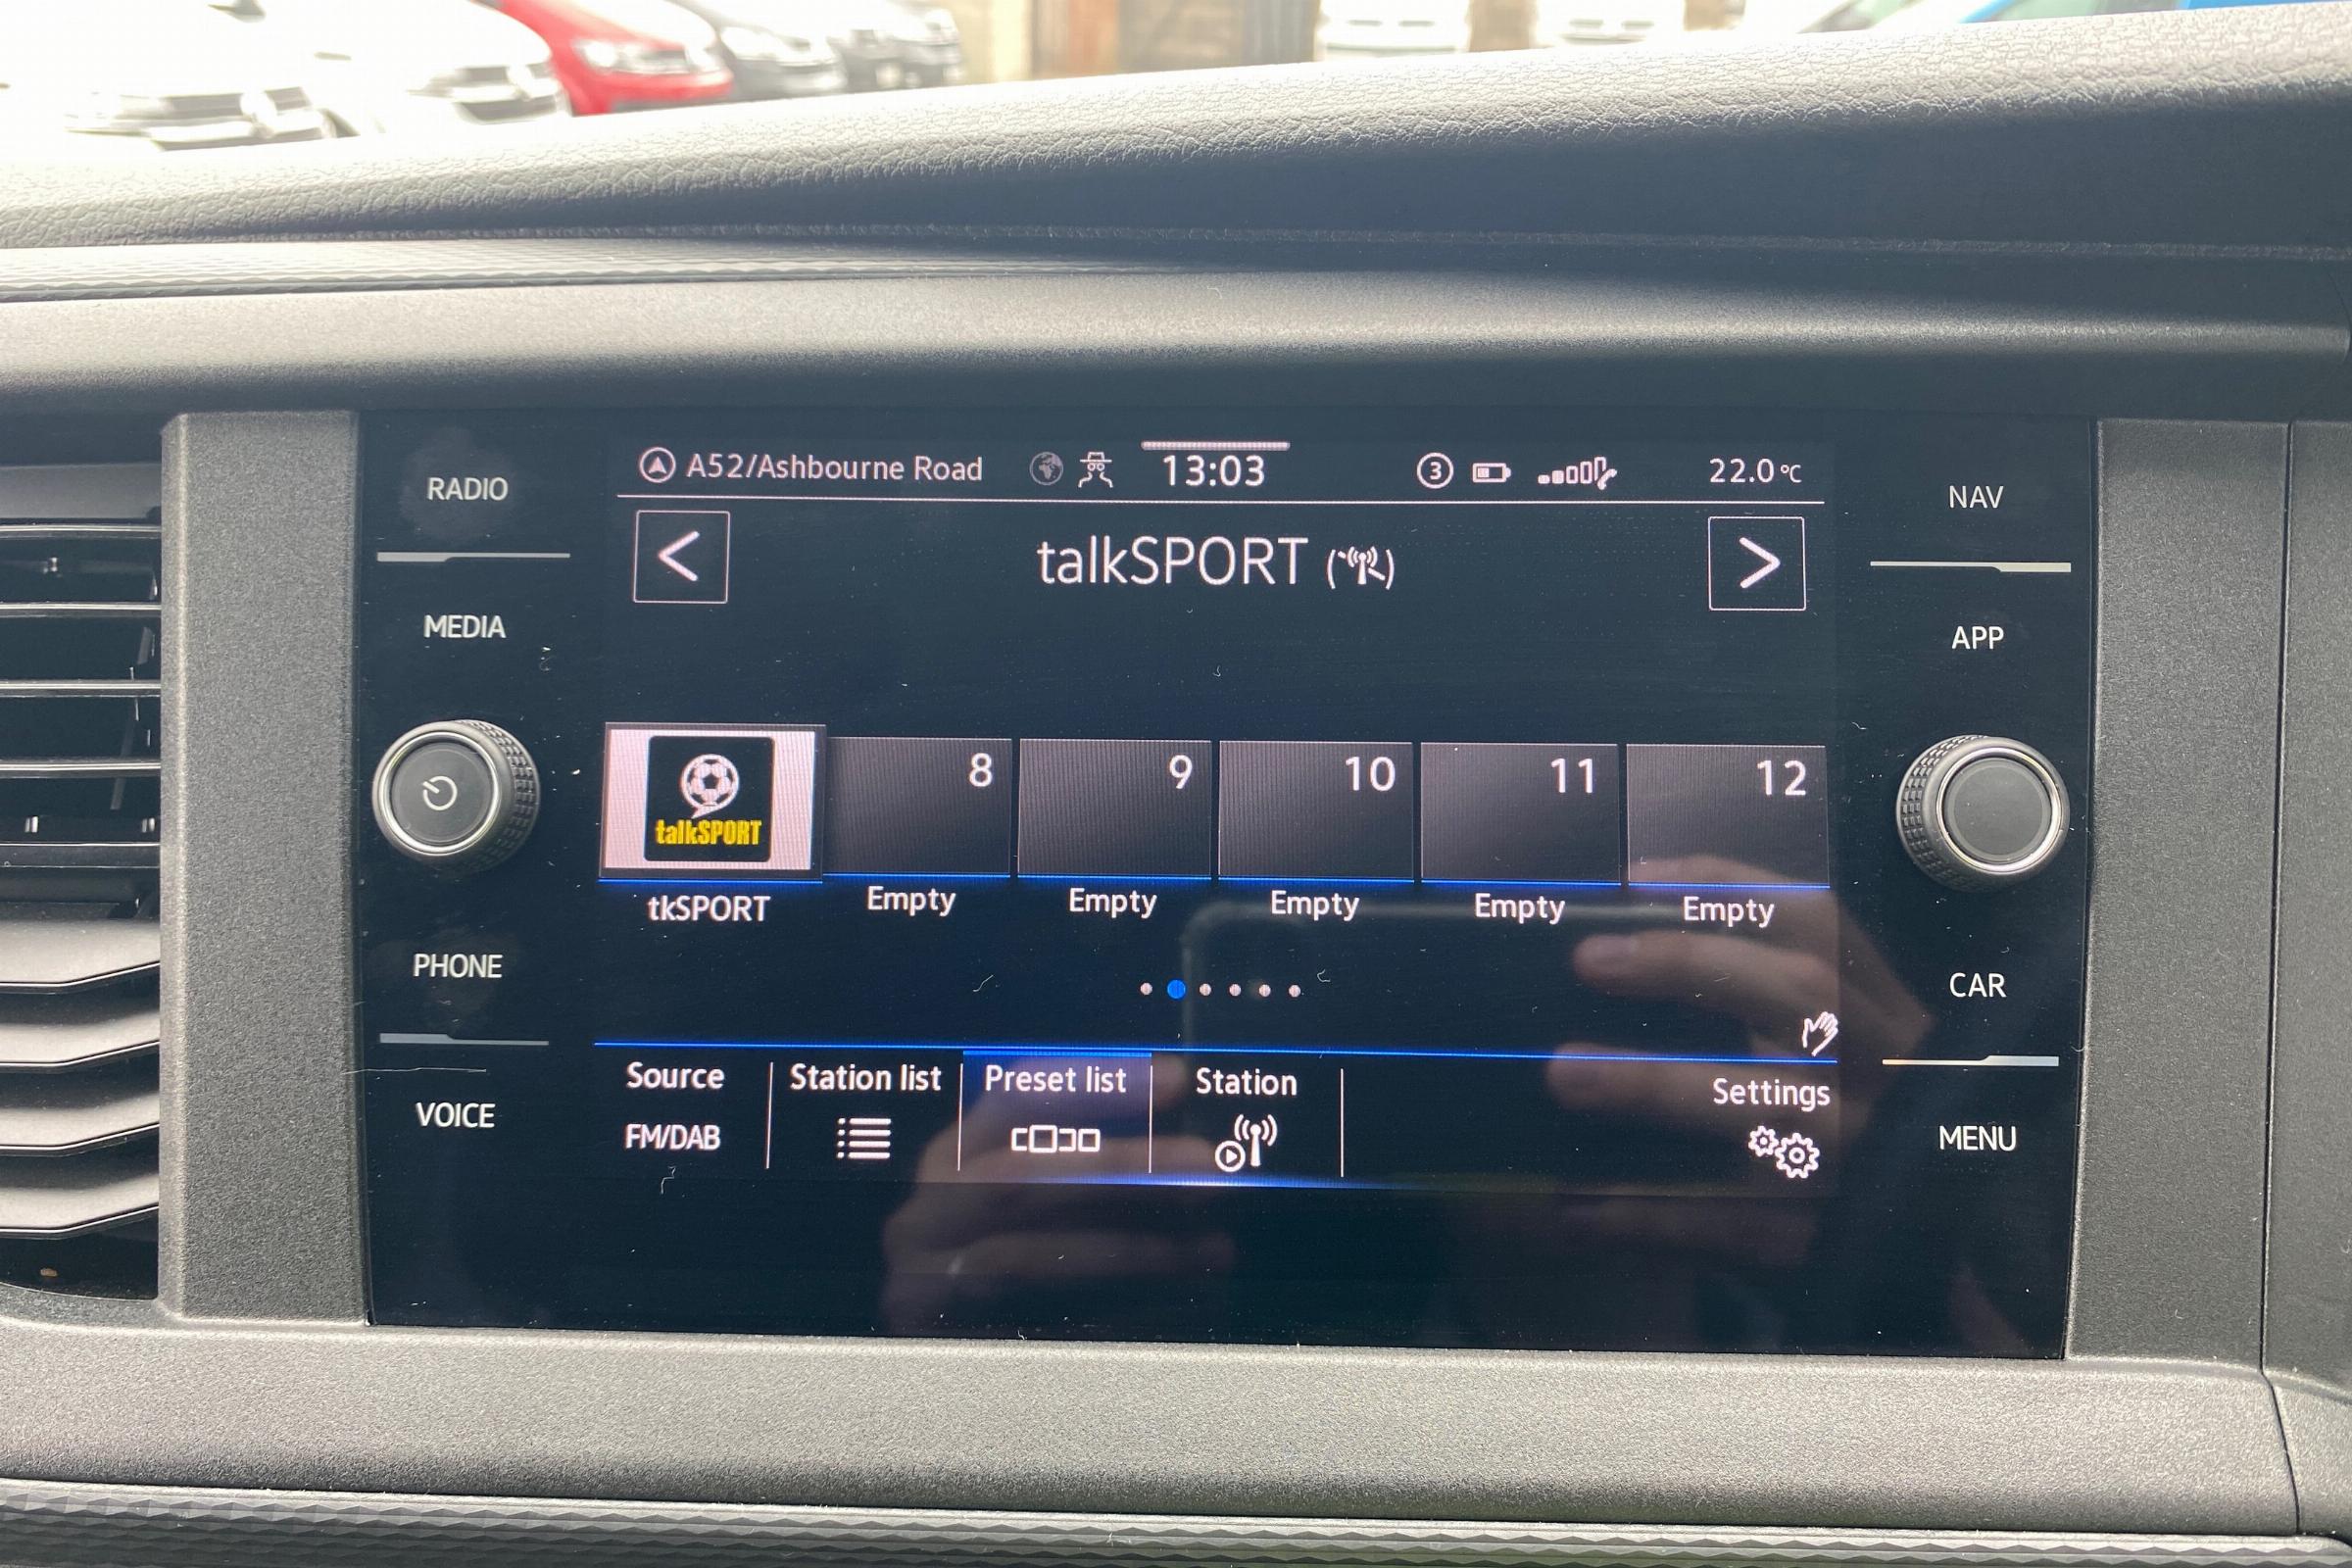 RADIO
MEDIA
PHONE
VOICE
A52/Ashbourne Road
13:03
3
22.0°C
<
talkSPORT
>
talkSPORT
8
9
10
11
12
tkSPORT
Empty
Empty
Empty
Empty
Empty
Source
Station list
Preset list
Station
Settings
FM/DAB
NAV
APP
CAR
MENU